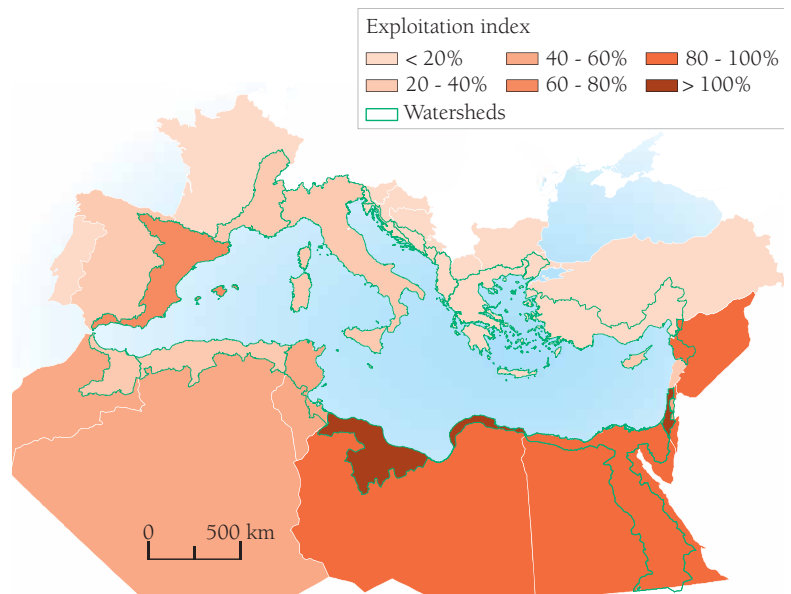 Exploitation index
< 20% 40 - 60% 80 - 100%
20 - 40% 60 - 80% > 100%
Watersheds
0 500 km